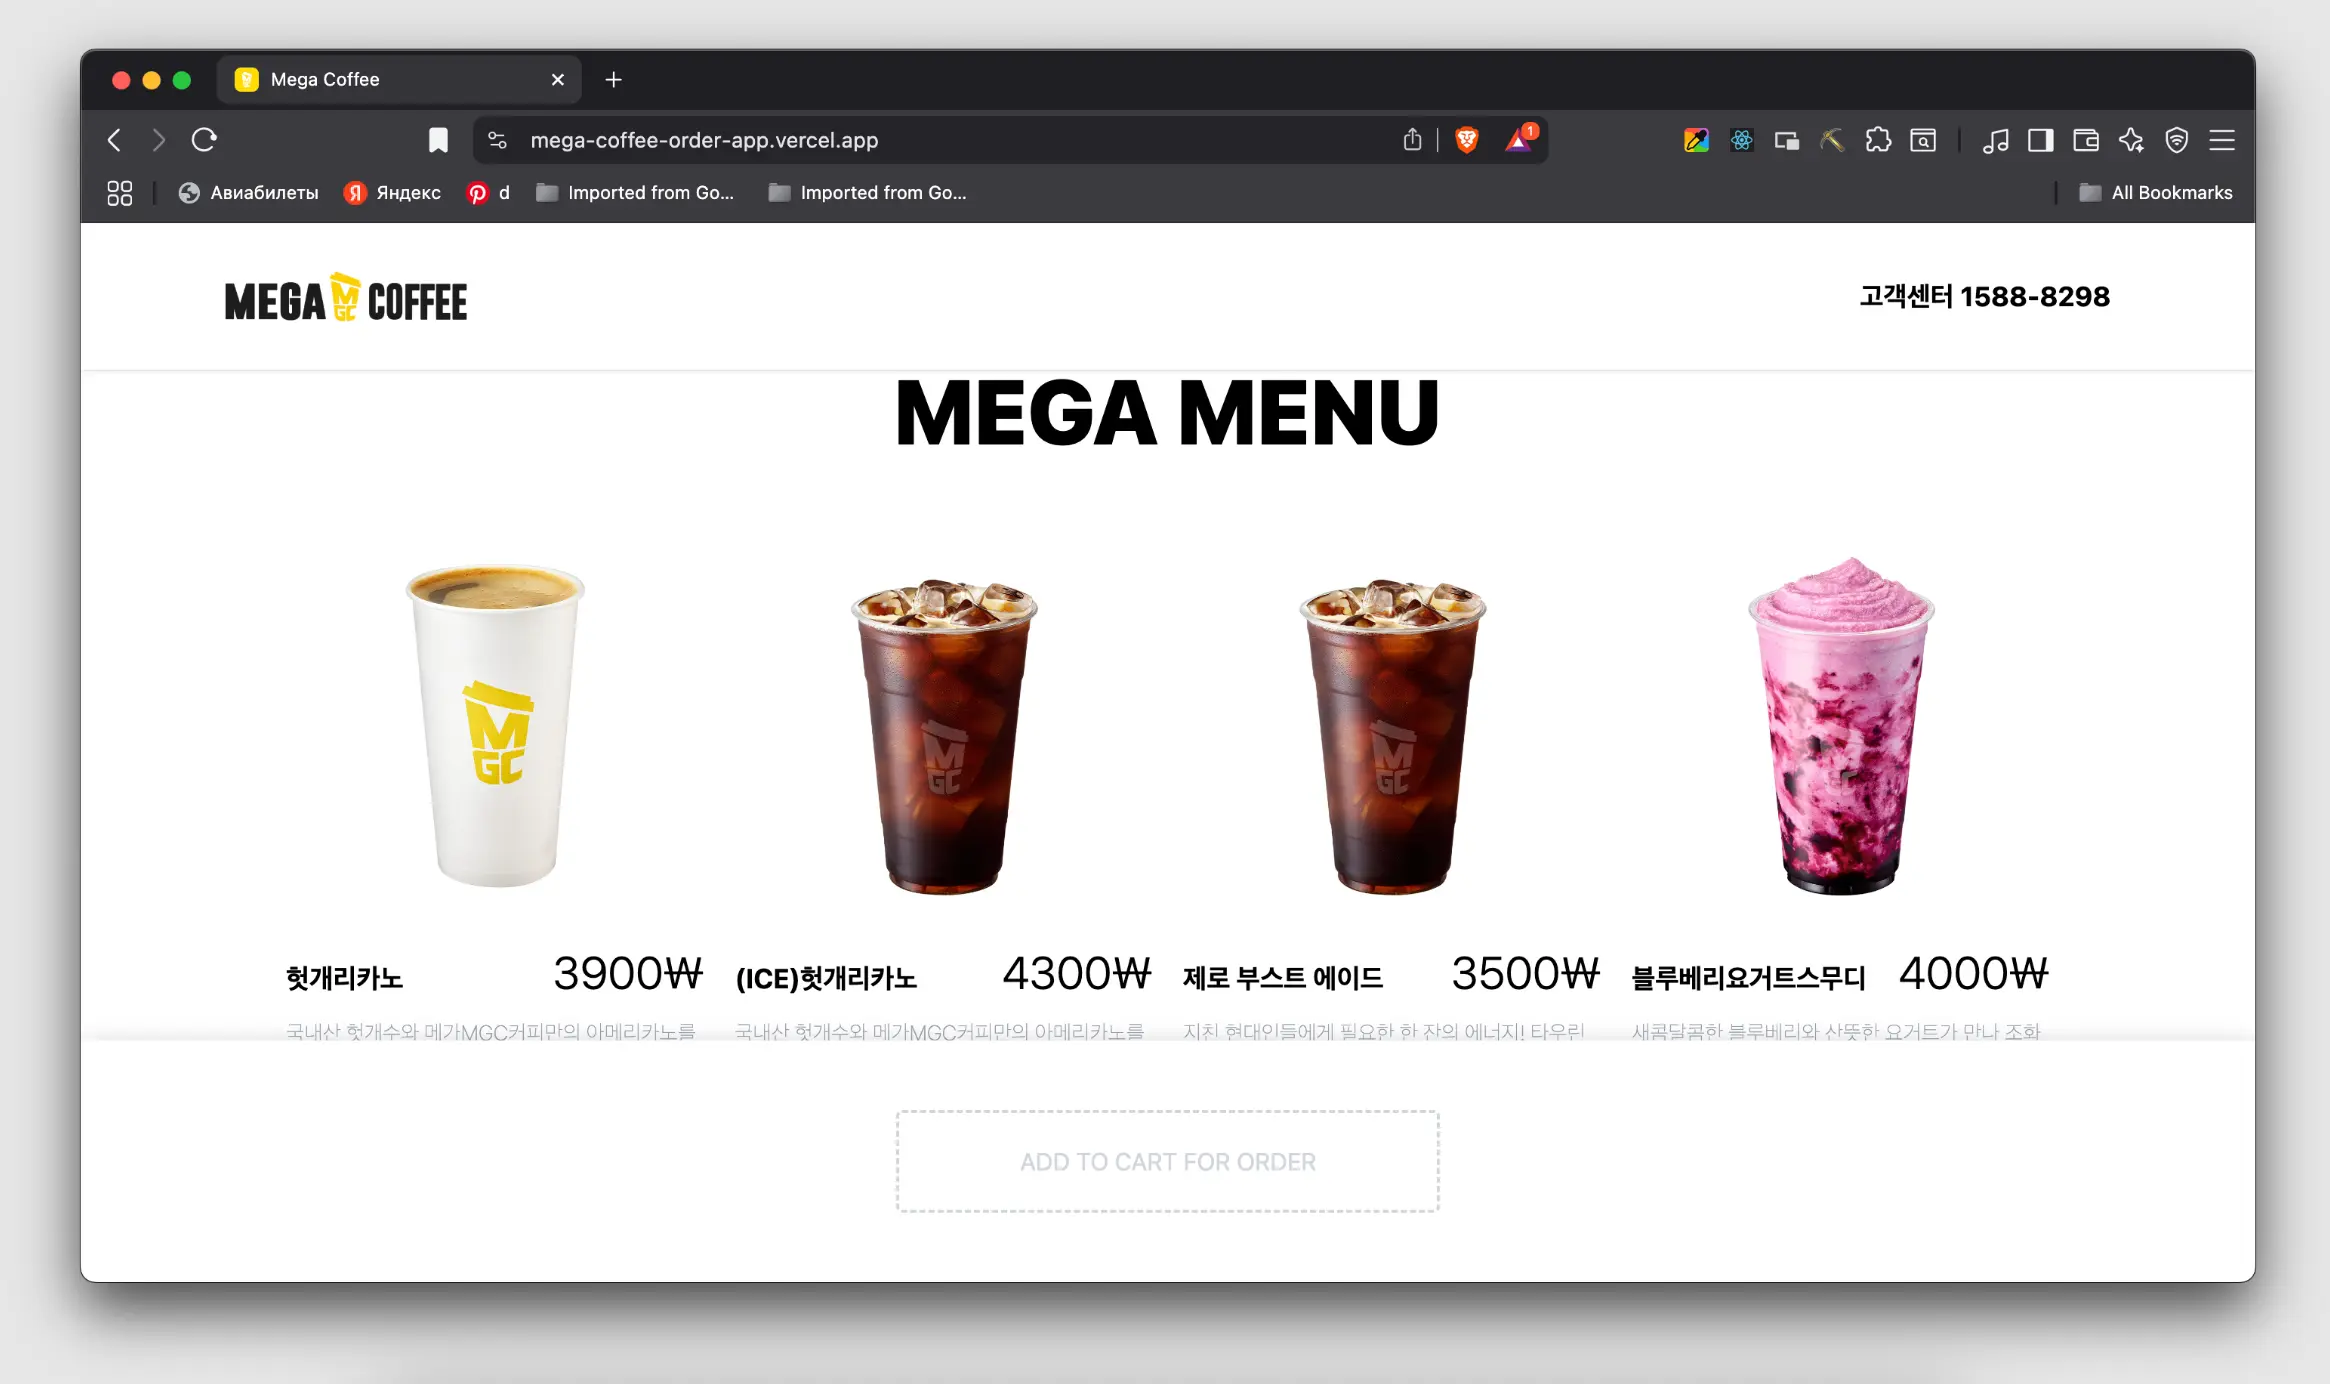 Mega Coffee
mega-coffee-order-app.vercel.app
1
Авиабилеты
Яндекс
d
Imported from Go...
Imported from Go...
All Bookmarks
MEGA MGC COFFEE
고객센터 1588-8298
MEGA MENU
MGC
MGC
MGC
GC
헛개리카노 3900₩
(ICE)헛개리카노 4300₩
제로 부스트 에이드 3500₩
블루베리요거트스무디 4000₩
국내산 헛개수와 메가MGC커피만의 아메리카노를
국내산 헛개수와 메가MGC커피만의 아메리카노를
지친 현대인들에게 필요한 한 잔의 에너지! 타우린
새콤달콤한 블루베리와 산뜻한 요거트가 만나 조화
ADD TO CART FOR ORDER